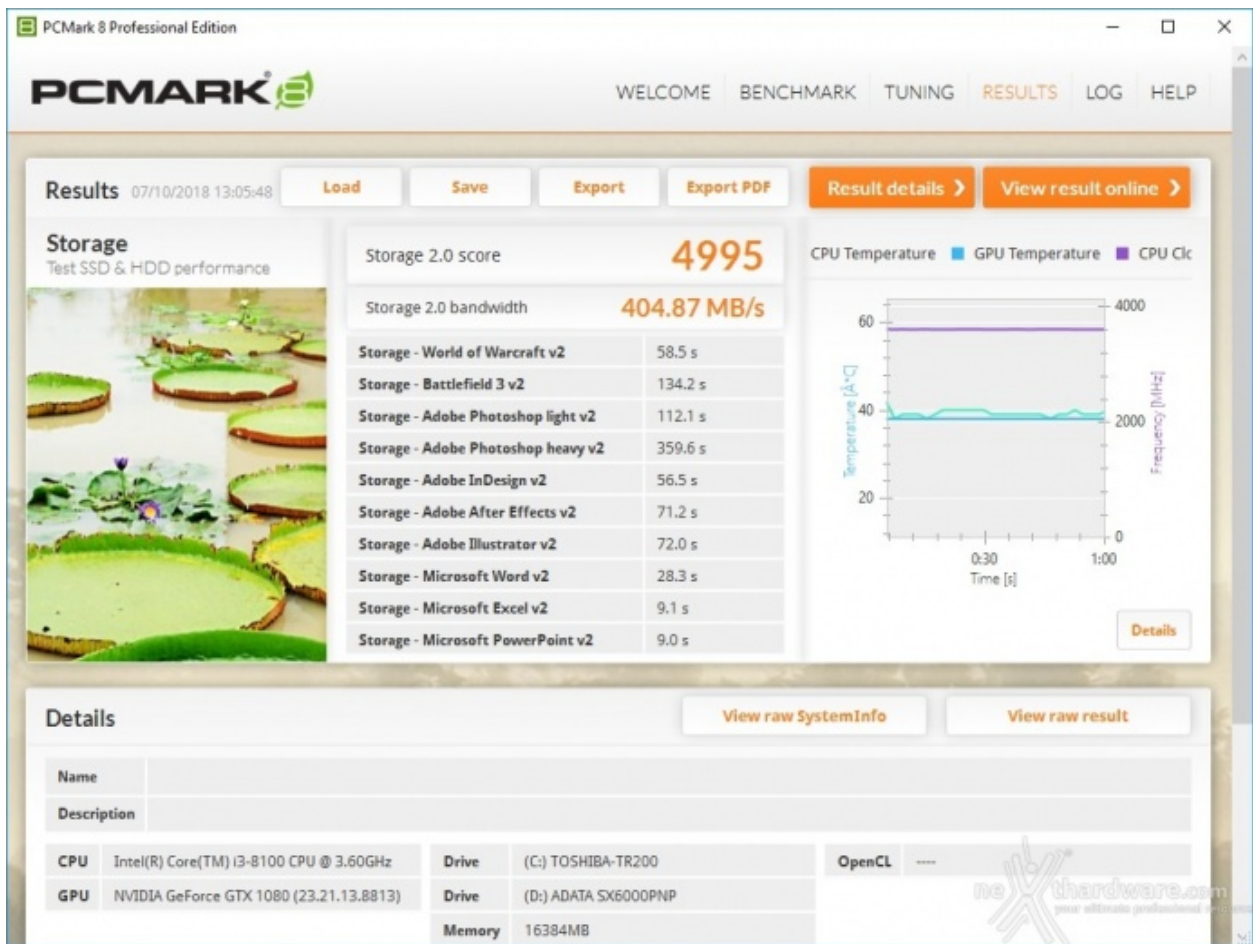 PCMark 8 Professional Edition
PCMARK 8
WELCOME BENCHMARK TUNING RESULTS LOG HELP
Results 07/10/2018 13:05:48 Load Save Export Export PDF Result details View result online
Storage
Test SSD & HDD performance
Storage 2.0 score 4995
Storage 2.0 bandwidth 404.87 MB/s
Storage - World of Warcraft v2 58.5 s
Storage - Battlefield 3 v2 134.2 s
Storage - Adobe Photoshop light v2 112.1 s
Storage - Adobe Photoshop heavy v2 359.6 s
Storage - Adobe InDesign v2 56.5 s
Storage - Adobe After Effects v2 71.2 s
Storage - Adobe Illustrator v2 72.0 s
Storage - Microsoft Word v2 28.3 s
Storage - Microsoft Excel v2 9.1 s
Storage - Microsoft PowerPoint v2 9.0 s
CPU Temperature GPU Temperature CPU Clc
60
40
20
Temperature [Â°C]
4000
2000
0
Frequency [MHz]
0:30 1:00
Time [s]
Details
Details View raw SystemInfo View raw result
Name
Description
CPU Intel(R) Core(TM) i3-8100 CPU @ 3.60GHz Drive (C:) TOSHIBA-TR200 OpenCL ----
GPU NVIDIA GeForce GTX 1080 (23.21.13.8813) Drive (D:) ADATA SX6000PNP
Memory 16384MB
nexthardware.com
your ultimate professional